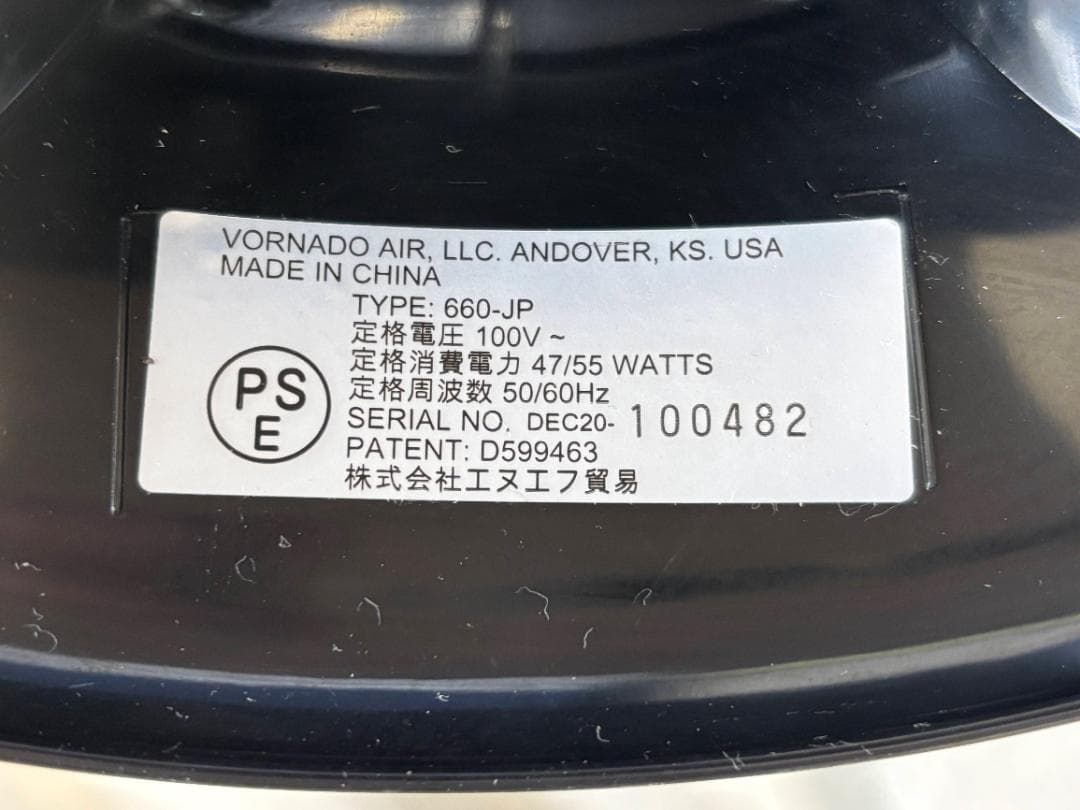 VORNADO AIR, LLC. ANDOVER, KS. USA
MADE IN CHINA
TYPE: 660-JP
定格電圧 100V ~
定格消費電力 47/55 WATTS
定格周波数 50/60Hz
PS
E
SERIAL NO. DEC20- 100482
PATENT: D599463
株式会社エヌエフ貿易